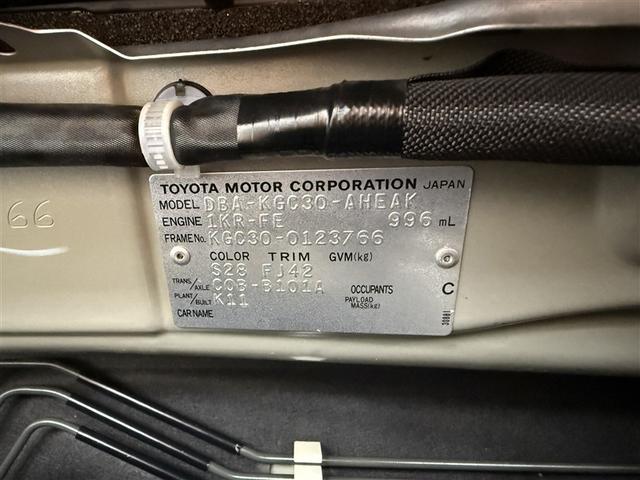 TOYOTA MOTOR CORPORATION JAPAN
MODEL DBA-KGC30-AHEAK
ENGINE 1KR-FE 996 mL
FRAME No. KGC30-0123766
66
COLOR TRIM GVM(kg)
S28 FJ42
TRANS./AXLE C0B-B101A OCCUPANTS C
PLANT/BUILT K11 PAYLOAD MASS(kg)
CAR NAME
30881